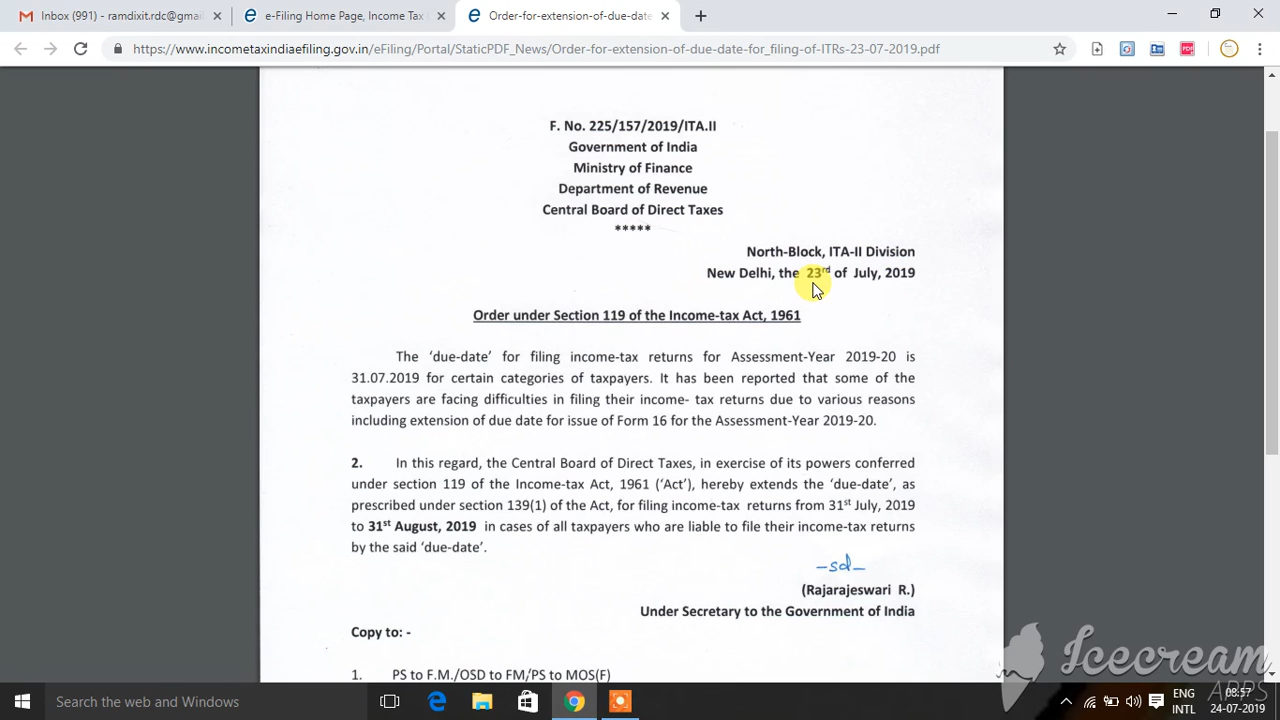 Inbox (991) - ramdixit.rdc@gmail.c
e-Filing Home Page, Income Tax D
Order-for-extension-of-due-date
https://www.incometaxindiaefiling.gov.in/eFiling/Portal/StaticPDF_News/Order-for-extension-of-due-date-for_filing-of-ITRs-23-07-2019.pdf
PDF
F. No. 225/157/2019/ITA.II
Government of India
Ministry of Finance
Department of Revenue
Central Board of Direct Taxes
*****
North-Block, ITA-II Division
New Delhi, the 23rd of July, 2019
Order under Section 119 of the Income-tax Act, 1961
The ‘due-date’ for filing income-tax returns for Assessment-Year 2019-20 is
31.07.2019 for certain categories of taxpayers. It has been reported that some of the
taxpayers are facing difficulties in filing their income- tax returns due to various reasons
including extension of due date for issue of Form 16 for the Assessment-Year 2019-20.
2. In this regard, the Central Board of Direct Taxes, in exercise of its powers conferred
under section 119 of the Income-tax Act, 1961 (‘Act’), hereby extends the ‘due-date’, as
prescribed under section 139(1) of the Act, for filing income-tax returns from 31st July, 2019
to 31st August, 2019 in cases of all taxpayers who are liable to file their income-tax returns
by the said ‘due-date’.
-sd-
(Rajarajeswari R.)
Under Secretary to the Government of India
Copy to: -
1. PS to F.M./OSD to FM/PS to MOS(F)
Icecream
APPS
Search the web and Windows
ENG
INTL
08:57
24-07-2019